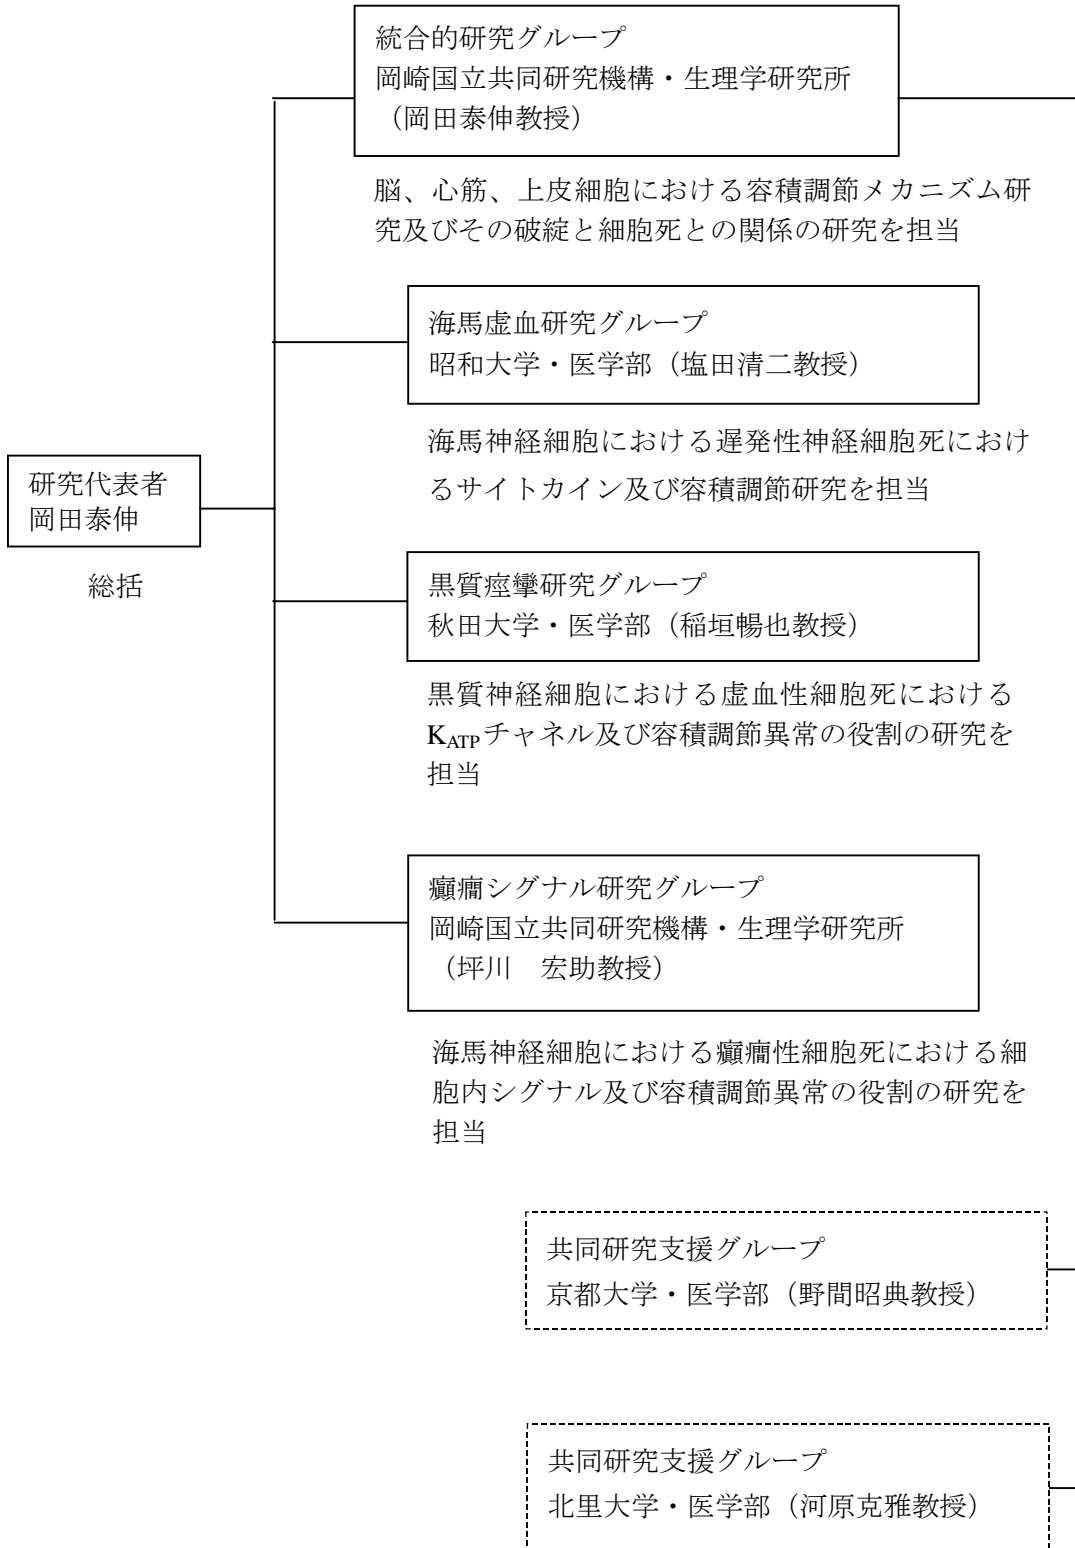 統合的研究グループ
岡崎国立共同研究機構・生理学研究所
（岡田泰伸教授）
脳、心筋、上皮細胞における容積調節メカニズム研
究及びその破綻と細胞死との関係の研究を担当
海馬虚血研究グループ
昭和大学・医学部（塩田清二教授）
海馬神経細胞における遅発性神経細胞死におけ
るサイトカイン及び容積調節研究を担当
研究代表者
岡田泰伸
総括
黒質痙攣研究グループ
秋田大学・医学部（稲垣暢也教授）
黒質神経細胞における虚血性細胞死における
KATPチャネル及び容積調節異常の役割の研究を
担当
癲癇シグナル研究グループ
岡崎国立共同研究機構・生理学研究所
（坪川　宏助教授）
海馬神経細胞における癲癇性細胞死における細
胞内シグナル及び容積調節異常の役割の研究を
担当
共同研究支援グループ
京都大学・医学部（野間昭典教授）
共同研究支援グループ
北里大学・医学部（河原克雅教授）